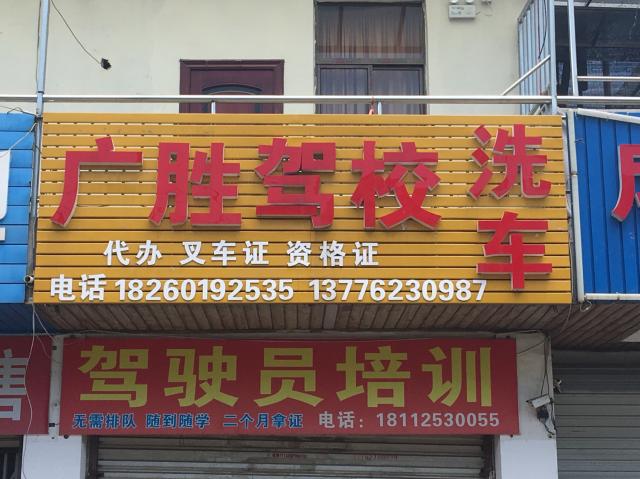 广胜驾校
洗车
代办 叉车证 资格证
电话 18260192535 13776230987
驾驶员培训
无需排队 随到随学 二个月拿证 电话：18112530055
售